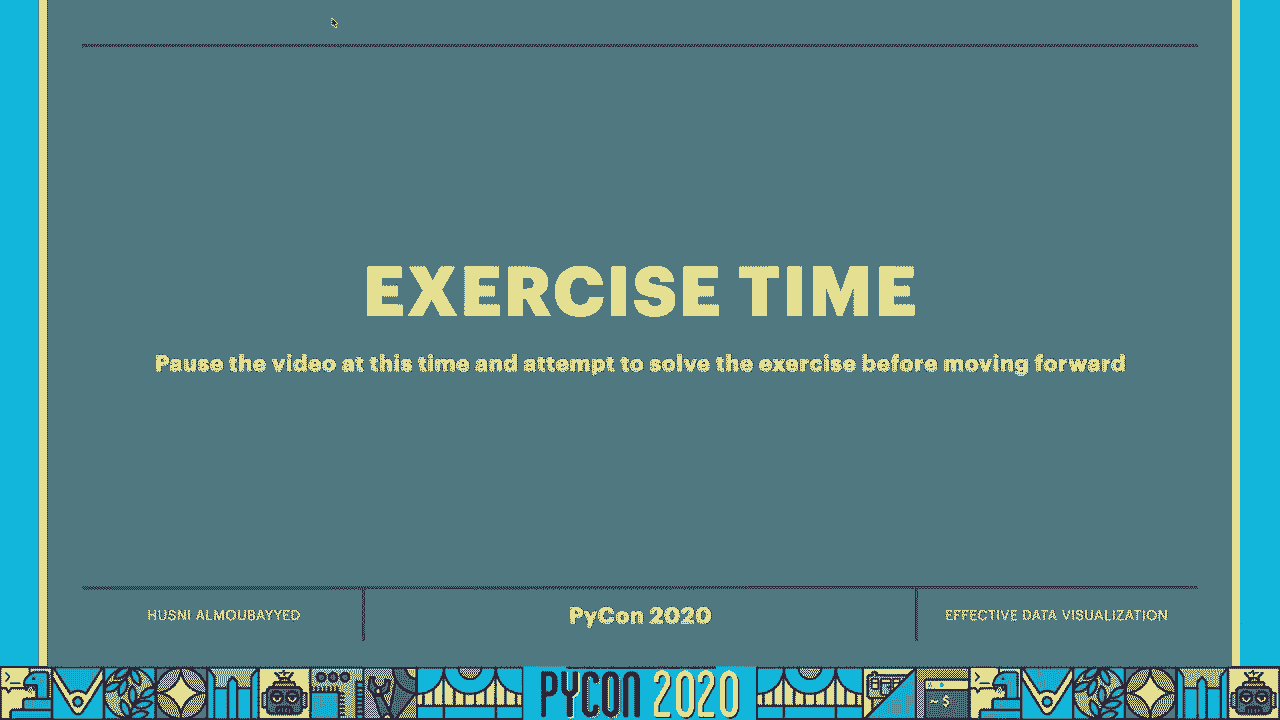 EXERCISE TIME
Pause the video at this time and attempt to solve the exercise before moving forward
HUSNI ALMOUBAYYED
PyCon 2020
EFFECTIVE DATA VISUALIZATION
PYCON 2020
~ $